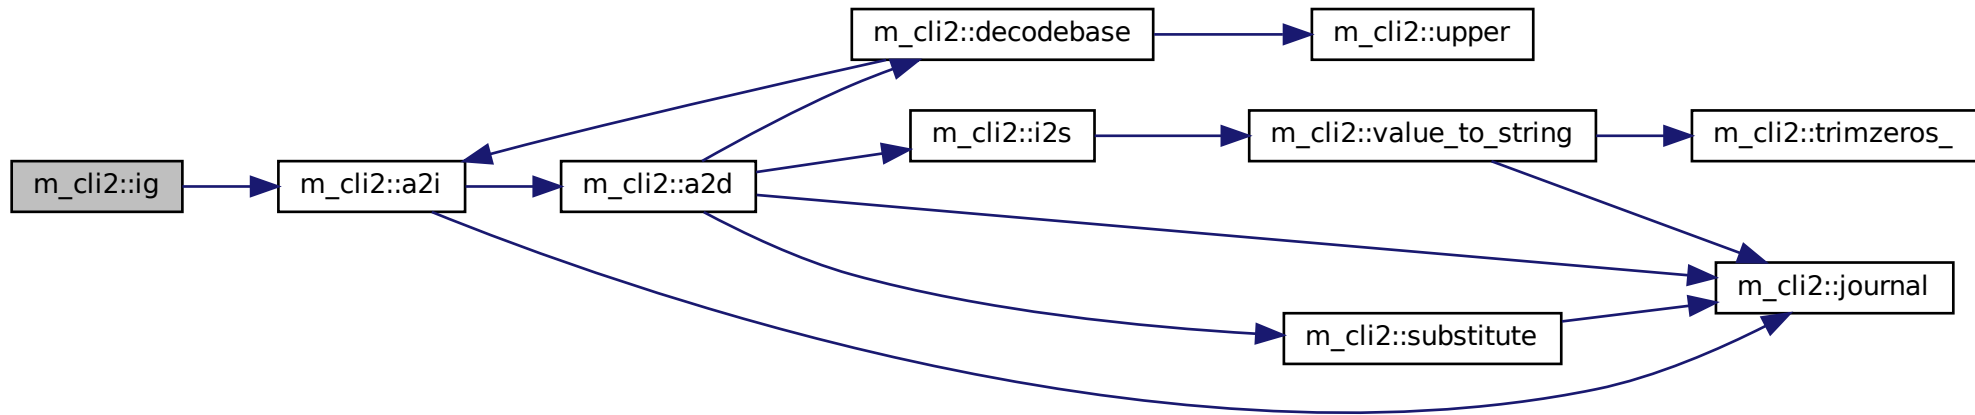 m_cli2::decodebase
m_cli2::upper
m_cli2::i2s
m_cli2::value_to_string
m_cli2::trimzeros_
m_cli2::ig
m_cli2::a2i
m_cli2::a2d
m_cli2::journal
m_cli2::substitute